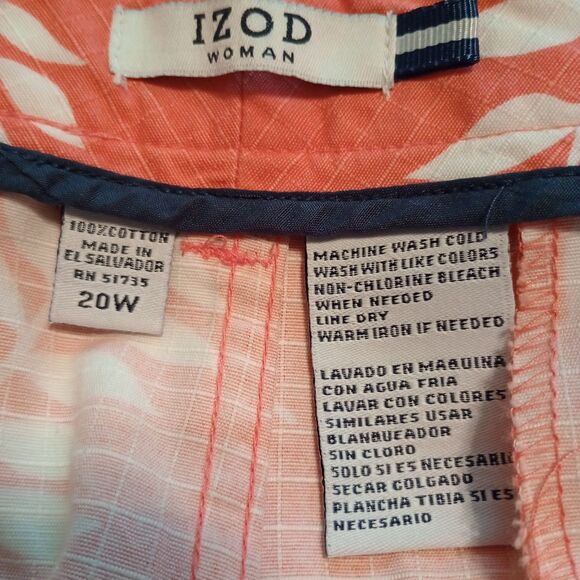 IZOD
WOMAN
100%COTTON
MADE IN
EL SALVADOR
RN 51735
20W
MACHINE WASH COLD
WASH WITH LIKE COLORS
NON-CHLORINE BLEACH
WHEN NEEDED
LINE DRY
WARM IRON IF NEEDED
LAVADO EN MAQUINA
CON AGUA FRIA
LAVAR CON COLORES
SIMILARES USAR
BLANQUEADOR
SIN CLORO
SOLO SI ES NECESARI
SECAR COLGADO
PLANCHA TIBIA SI ES
NECESARIO